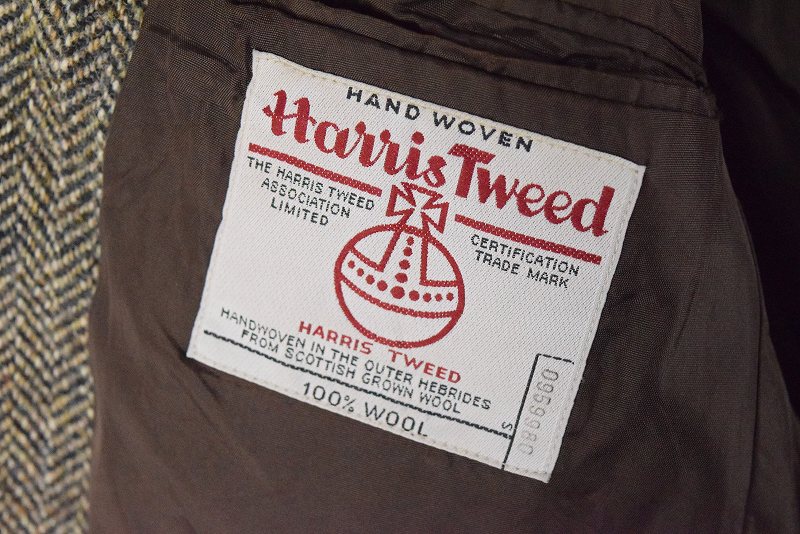 HAND WOVEN
Harris Tweed
THE HARRIS TWEED
ASSOCIATION
LIMITED
CERTIFICATION
TRADE MARK
HARRIS TWEED
HANDWOVEN IN THE OUTER HEBRIDES
FROM SCOTTISH GROWN WOOL
100% WOOL
S
0959980